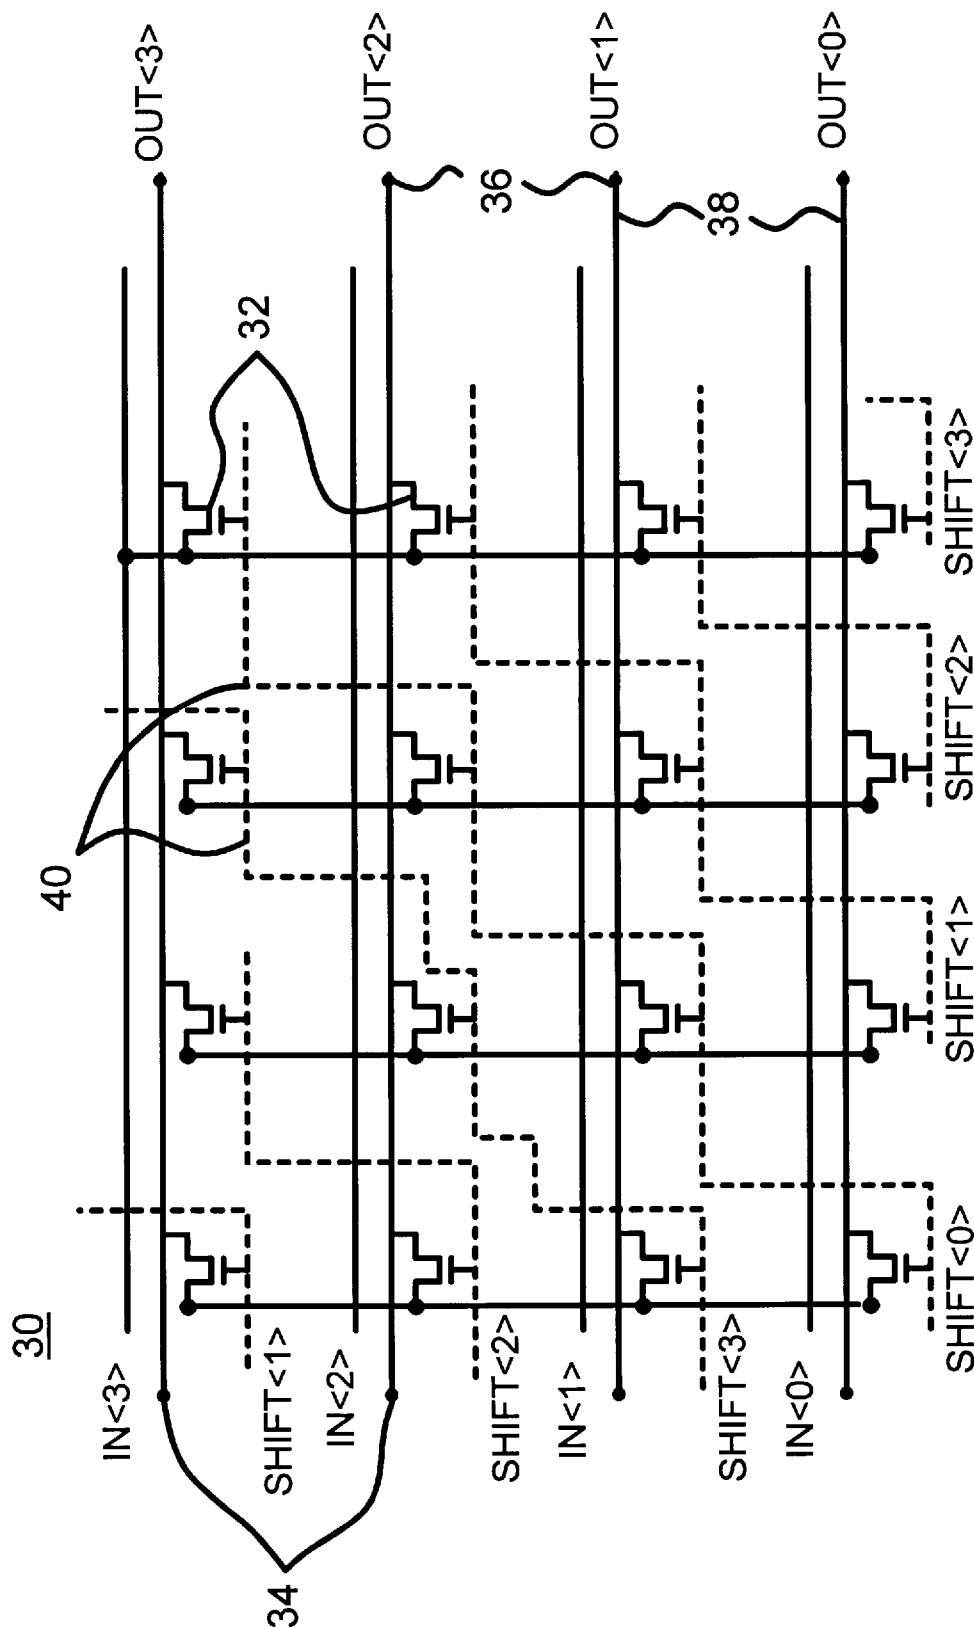 30
IN<3>
OUT<3>
SHIFT<1>
IN<2>
OUT<2>
SHIFT<2>
IN<1>
OUT<1>
SHIFT<3>
IN<0>
OUT<0>
SHIFT<0>
SHIFT<1>
SHIFT<2>
SHIFT<3>
34
40
32
36
38